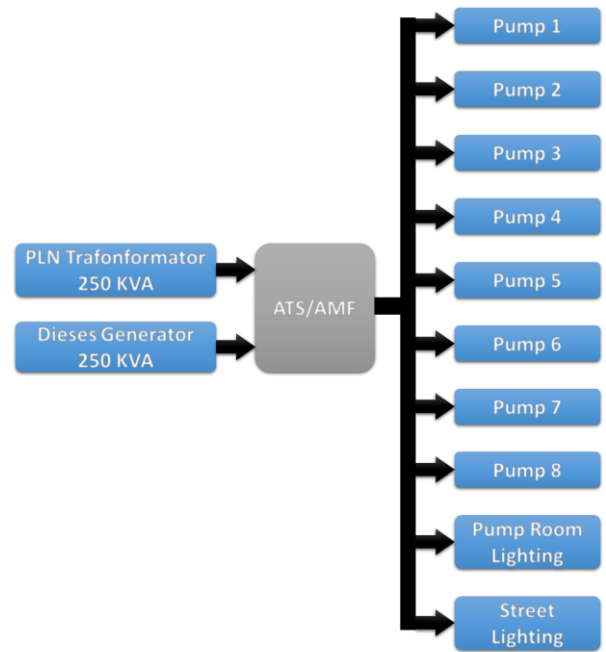 PLN Trafonformator
250 KVA
Dieses Generator
250 KVA
ATS/AMF
Pump 1
Pump 2
Pump 3
Pump 4
Pump 5
Pump 6
Pump 7
Pump 8
Pump Room
Lighting
Street
Lighting